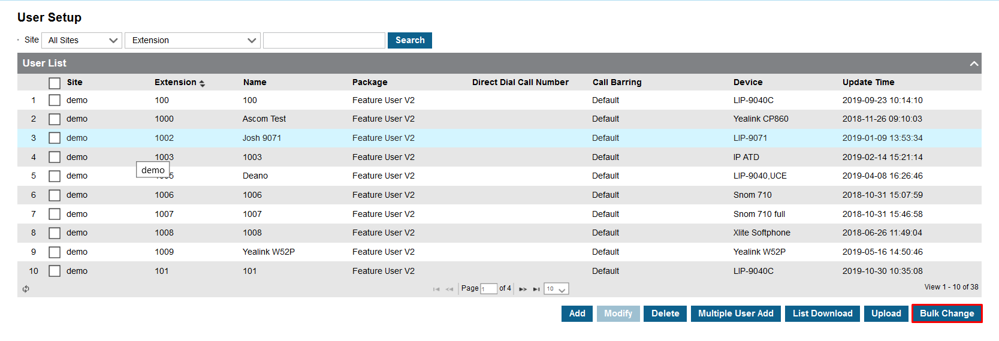 User Setup
Site All Sites Extension Search
User List
Site Extension Name Package Direct Dial Call Number Call Barring Device Update Time
1 demo 100 100 Feature User V2 Default LIP-9040C 2019-09-23 10:14:10
2 demo 1000 Ascom Test Feature User V2 Default Yealink CP860 2018-11-26 09:10:03
3 demo 1002 Josh 9071 Feature User V2 Default LIP-9071 2019-01-09 13:53:34
4 demo 1003 1003 Feature User V2 Default IP ATD 2019-02-14 15:21:14
demo
5 demo Deano Feature User V2 Default LIP-9040,UCE 2019-04-08 16:26:46
6 demo 1006 1006 Feature User V2 Default Snom 710 2018-10-31 15:07:59
7 demo 1007 1007 Feature User V2 Default Snom 710 full 2018-10-31 15:46:58
8 demo 1008 1008 Feature User V2 Default Xlite Softphone 2018-06-26 11:49:04
9 demo 1009 Yealink W52P Feature User V2 Default Yealink W52P 2019-05-16 14:50:46
10 demo 101 101 Feature User V2 Default LIP-9040C 2019-10-30 10:35:08
Page 1 of 4 10 View 1 - 10 of 38
Add Modify Delete Multiple User Add List Download Upload Bulk Change